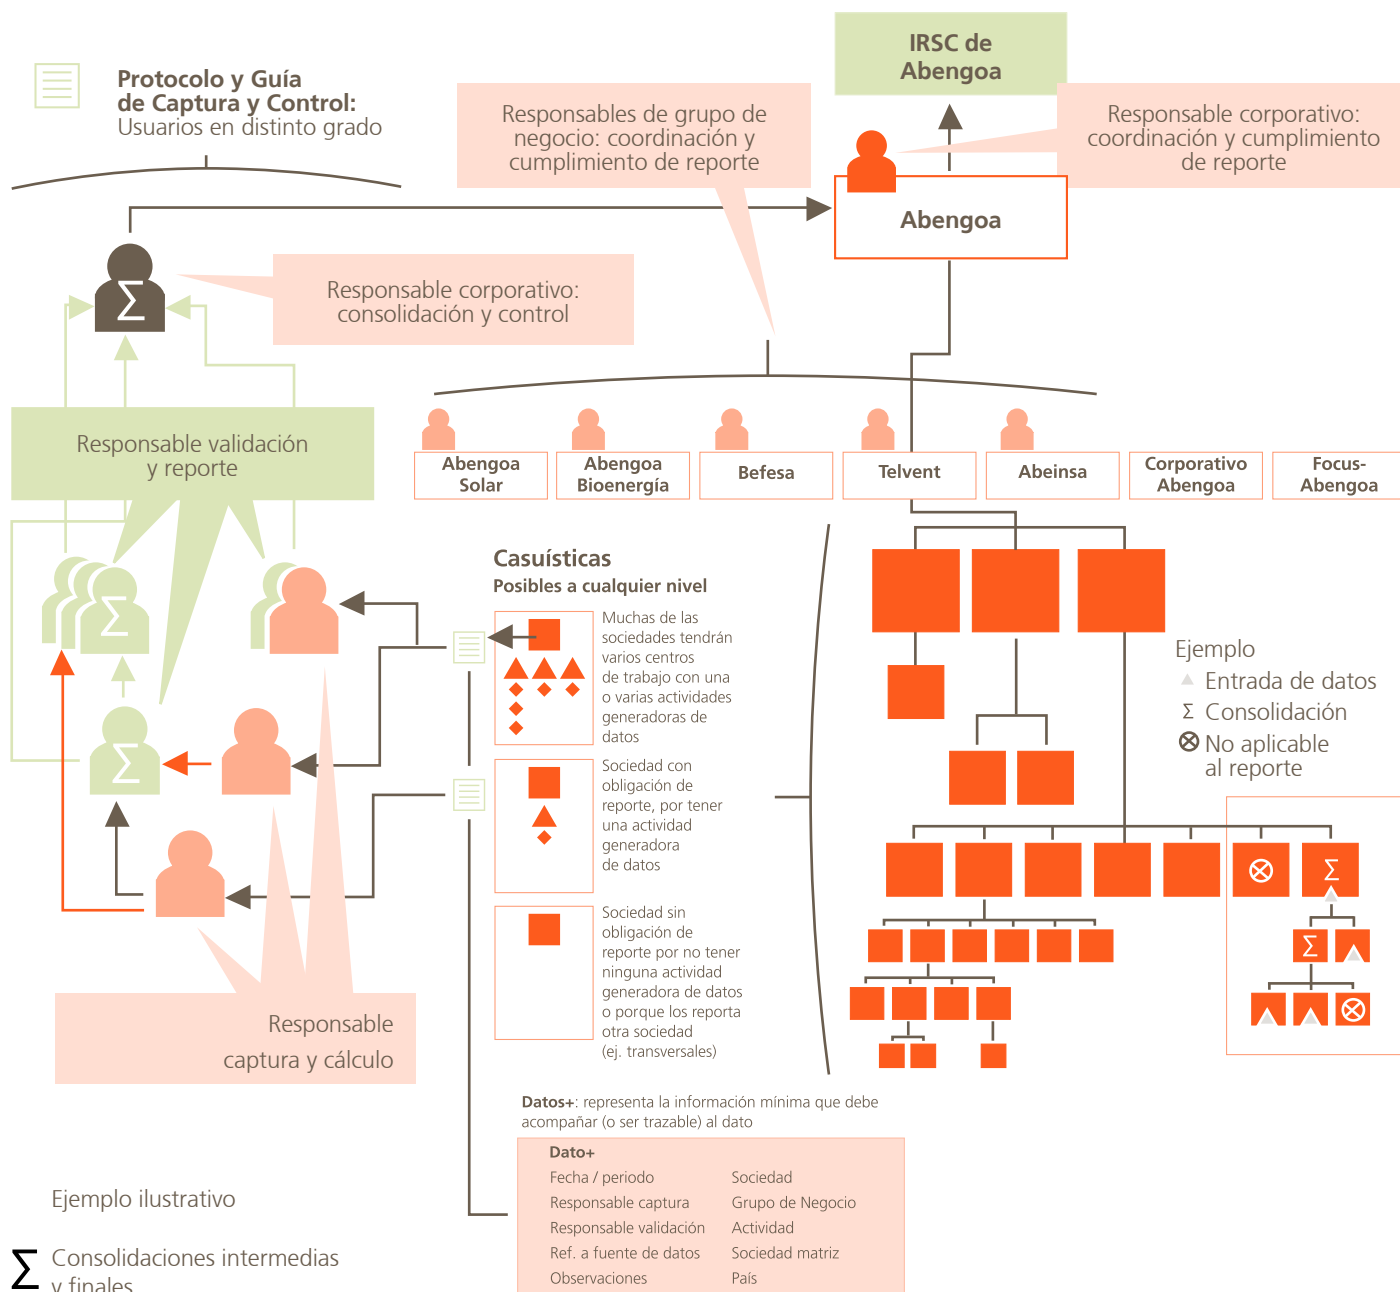 IRSC de
Abengoa
Protocolo y Guía
de Captura y Control:
Usuarios en distinto grado
Responsables de grupo de
negocio: coordinación y
cumplimiento de reporte
Responsable corporativo:
coordinación y cumplimiento
de reporte
Abengoa
Σ
Responsable corporativo:
consolidación y control
Responsable validación
y reporte
Abengoa
Solar
Abengoa
Bioenergía
Befesa
Telvent
Abeinsa
Corporativo
Abengoa
Focus-
Abengoa
Σ
Σ
Responsable
captura y cálculo
Casuísticas
Posibles a cualquier nivel
Muchas de las
sociedades tendrán
varios centros
de trabajo con una
o varias actividades
generadoras de
datos
Sociedad con
obligación de
reporte, por tener
una actividad
generadora
de datos
Sociedad sin
obligación de
reporte por no tener
ninguna actividad
generadora de datos
o porque los reporta
otra sociedad
(ej. transversales)
Ejemplo
Entrada de datos
Σ Consolidación
No aplicable
al reporte
Σ
Σ
Datos+: representa la información mínima que debe
acompañar (o ser trazable) al dato
Dato+
Fecha / periodo Sociedad
Responsable captura Grupo de Negocio
Responsable validación Actividad
Ref. a fuente de datos Sociedad matriz
Observaciones País
Ejemplo ilustrativo
Σ Consolidaciones intermedias
y finales